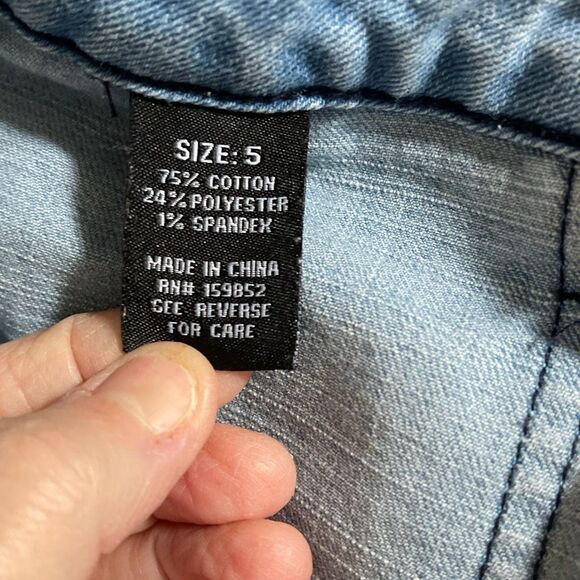 SIZE: 5
75% COTTON
24% POLYESTER
1% SPANDEX
MADE IN CHINA
RN# 159852
SEE REVERSE
FOR CARE